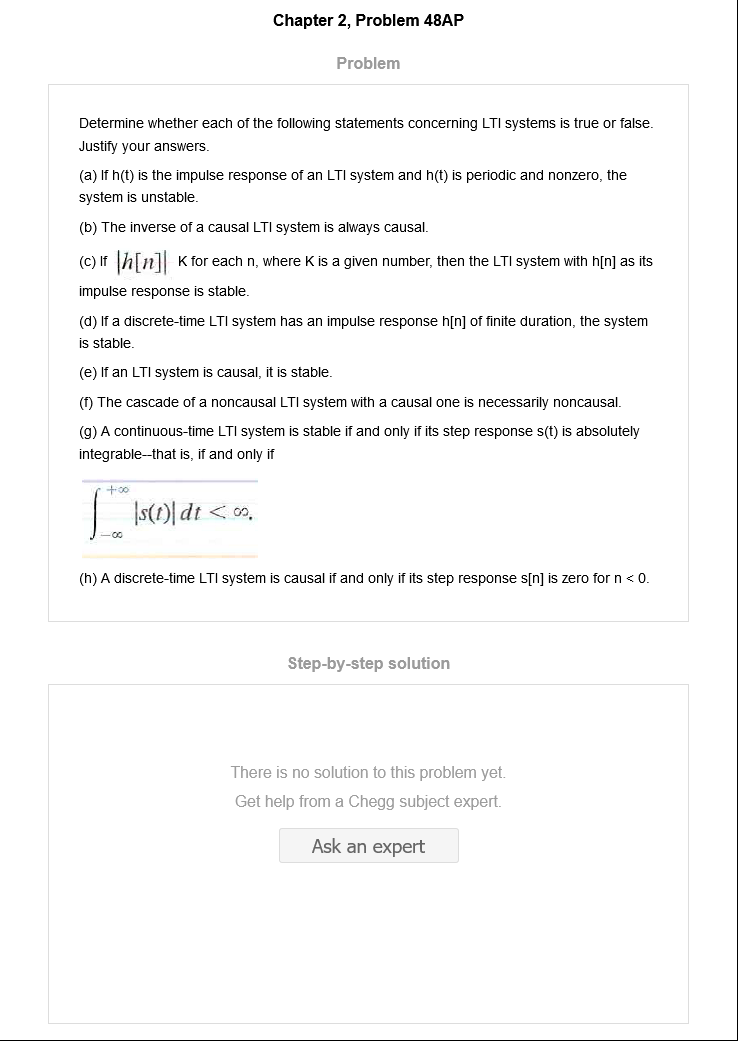 Chapter 2, Problem 48AP
Problem
Determine whether each of the following statements concerning LTI systems is true or false.
Justify your answers.
(a) If h(t) is the impulse response of an LTI system and h(t) is periodic and nonzero, the
system is unstable.
(b) The inverse of a causal LTI system is always causal.
(c) If |h[n]| K for each n, where K is a given number, then the LTI system with h[n] as its
impulse response is stable.
(d) If a discrete-time LTI system has an impulse response h[n] of finite duration, the system
is stable.
(e) If an LTI system is causal, it is stable.
(f) The cascade of a noncausal LTI system with a causal one is necessarily noncausal.
(g) A continuous-time LTI system is stable if and only if its step response s(t) is absolutely
integrable--that is, if and only if
∫_{-∞}^{+∞} |s(t)| dt < ∞.
(h) A discrete-time LTI system is causal if and only if its step response s[n] is zero for n < 0.
Step-by-step solution
There is no solution to this problem yet.
Get help from a Chegg subject expert.
Ask an expert